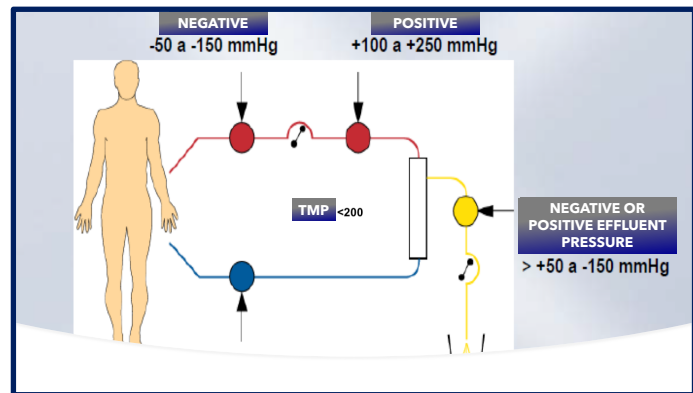 NEGATIVE
-50 a -150 mmHg
POSITIVE
+100 a +250 mmHg
TMP <200
NEGATIVE OR
POSITIVE EFFLUENT
PRESSURE
> +50 a -150 mmHg